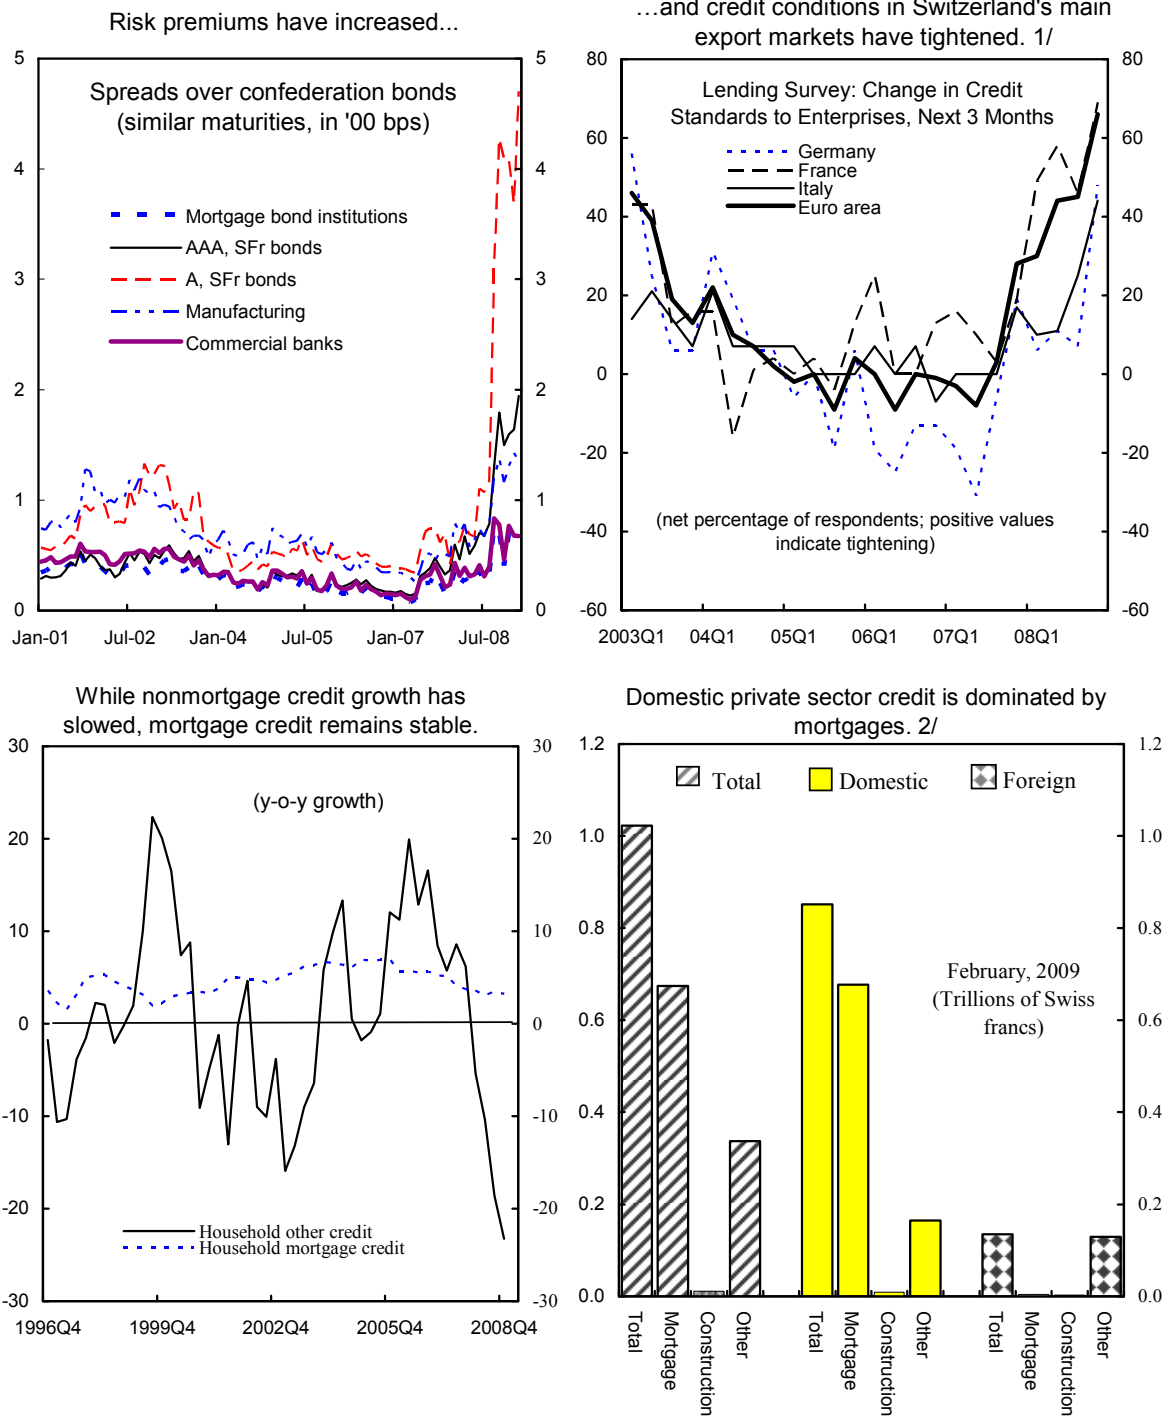 Risk premiums have increased...
5
5
Spreads over confederation bonds
(similar maturities, in '00 bps)
4
4
Mortgage bond institutions
AAA, SFr bonds
A, SFr bonds
Manufacturing
Commercial banks
3
3
2
2
1
1
0
0
Jan-01 Jul-02 Jan-04 Jul-05 Jan-07 Jul-08
…and credit conditions in Switzerland's main
export markets have tightened. 1/
80
80
Lending Survey: Change in Credit
Standards to Enterprises, Next 3 Months
60
60
Germany
France
Italy
Euro area
40
40
20
20
0
0
-20
-20
(net percentage of respondents; positive values
indicate tightening)
-40
-40
-60
-60
2003Q1 04Q1 05Q1 06Q1 07Q1 08Q1
While nonmortgage credit growth has
slowed, mortgage credit remains stable.
30
30
(y-o-y growth)
20
20
10
10
0
0
-10
-10
-20
-20
Household other credit
Household mortgage credit
-30
-30
1996Q4 1999Q4 2002Q4 2005Q4 2008Q4
Domestic private sector credit is dominated by
mortgages. 2/
1.2
1.2
Total Domestic Foreign
1.0
1.0
0.8
0.8
February, 2009
(Trillions of Swiss
francs)
0.6
0.6
0.4
0.4
0.2
0.2
0.0
0.0
Total
Mortgage
Construction
Other
Total
Mortgage
Construction
Other
Total
Mortgage
Construction
Other